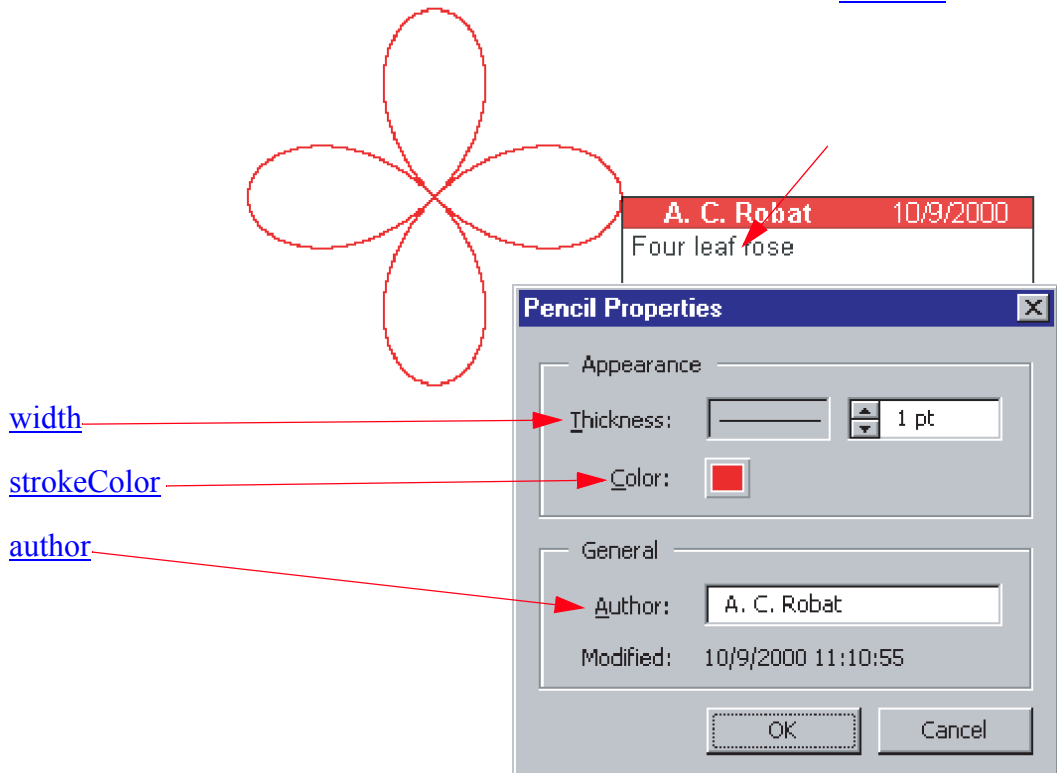 A. C. Robat 10/9/2000
Four leaf rose
Pencil Properties
Appearance
width
Thickness: 1 pt
strokeColor
Color:
author
General
Author: A. C. Robat
Modified: 10/9/2000 11:10:55
OK Cancel